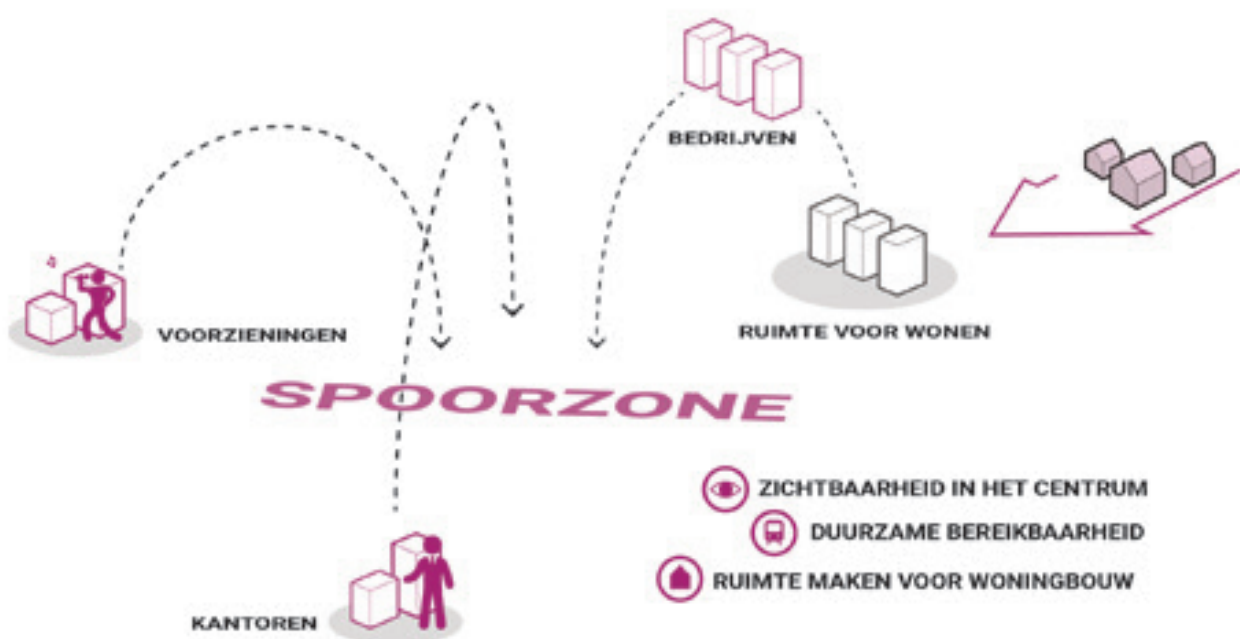 BEDRIJVEN
VOORZIENINGEN
RUIMTE VOOR WONEN
SPOORZONE
ZICHTBAARHEID IN HET CENTRUM
DUURZAME BEREIKBAARHEID
RUIMTE MAKEN VOOR WONINGBOUW
KANTOREN